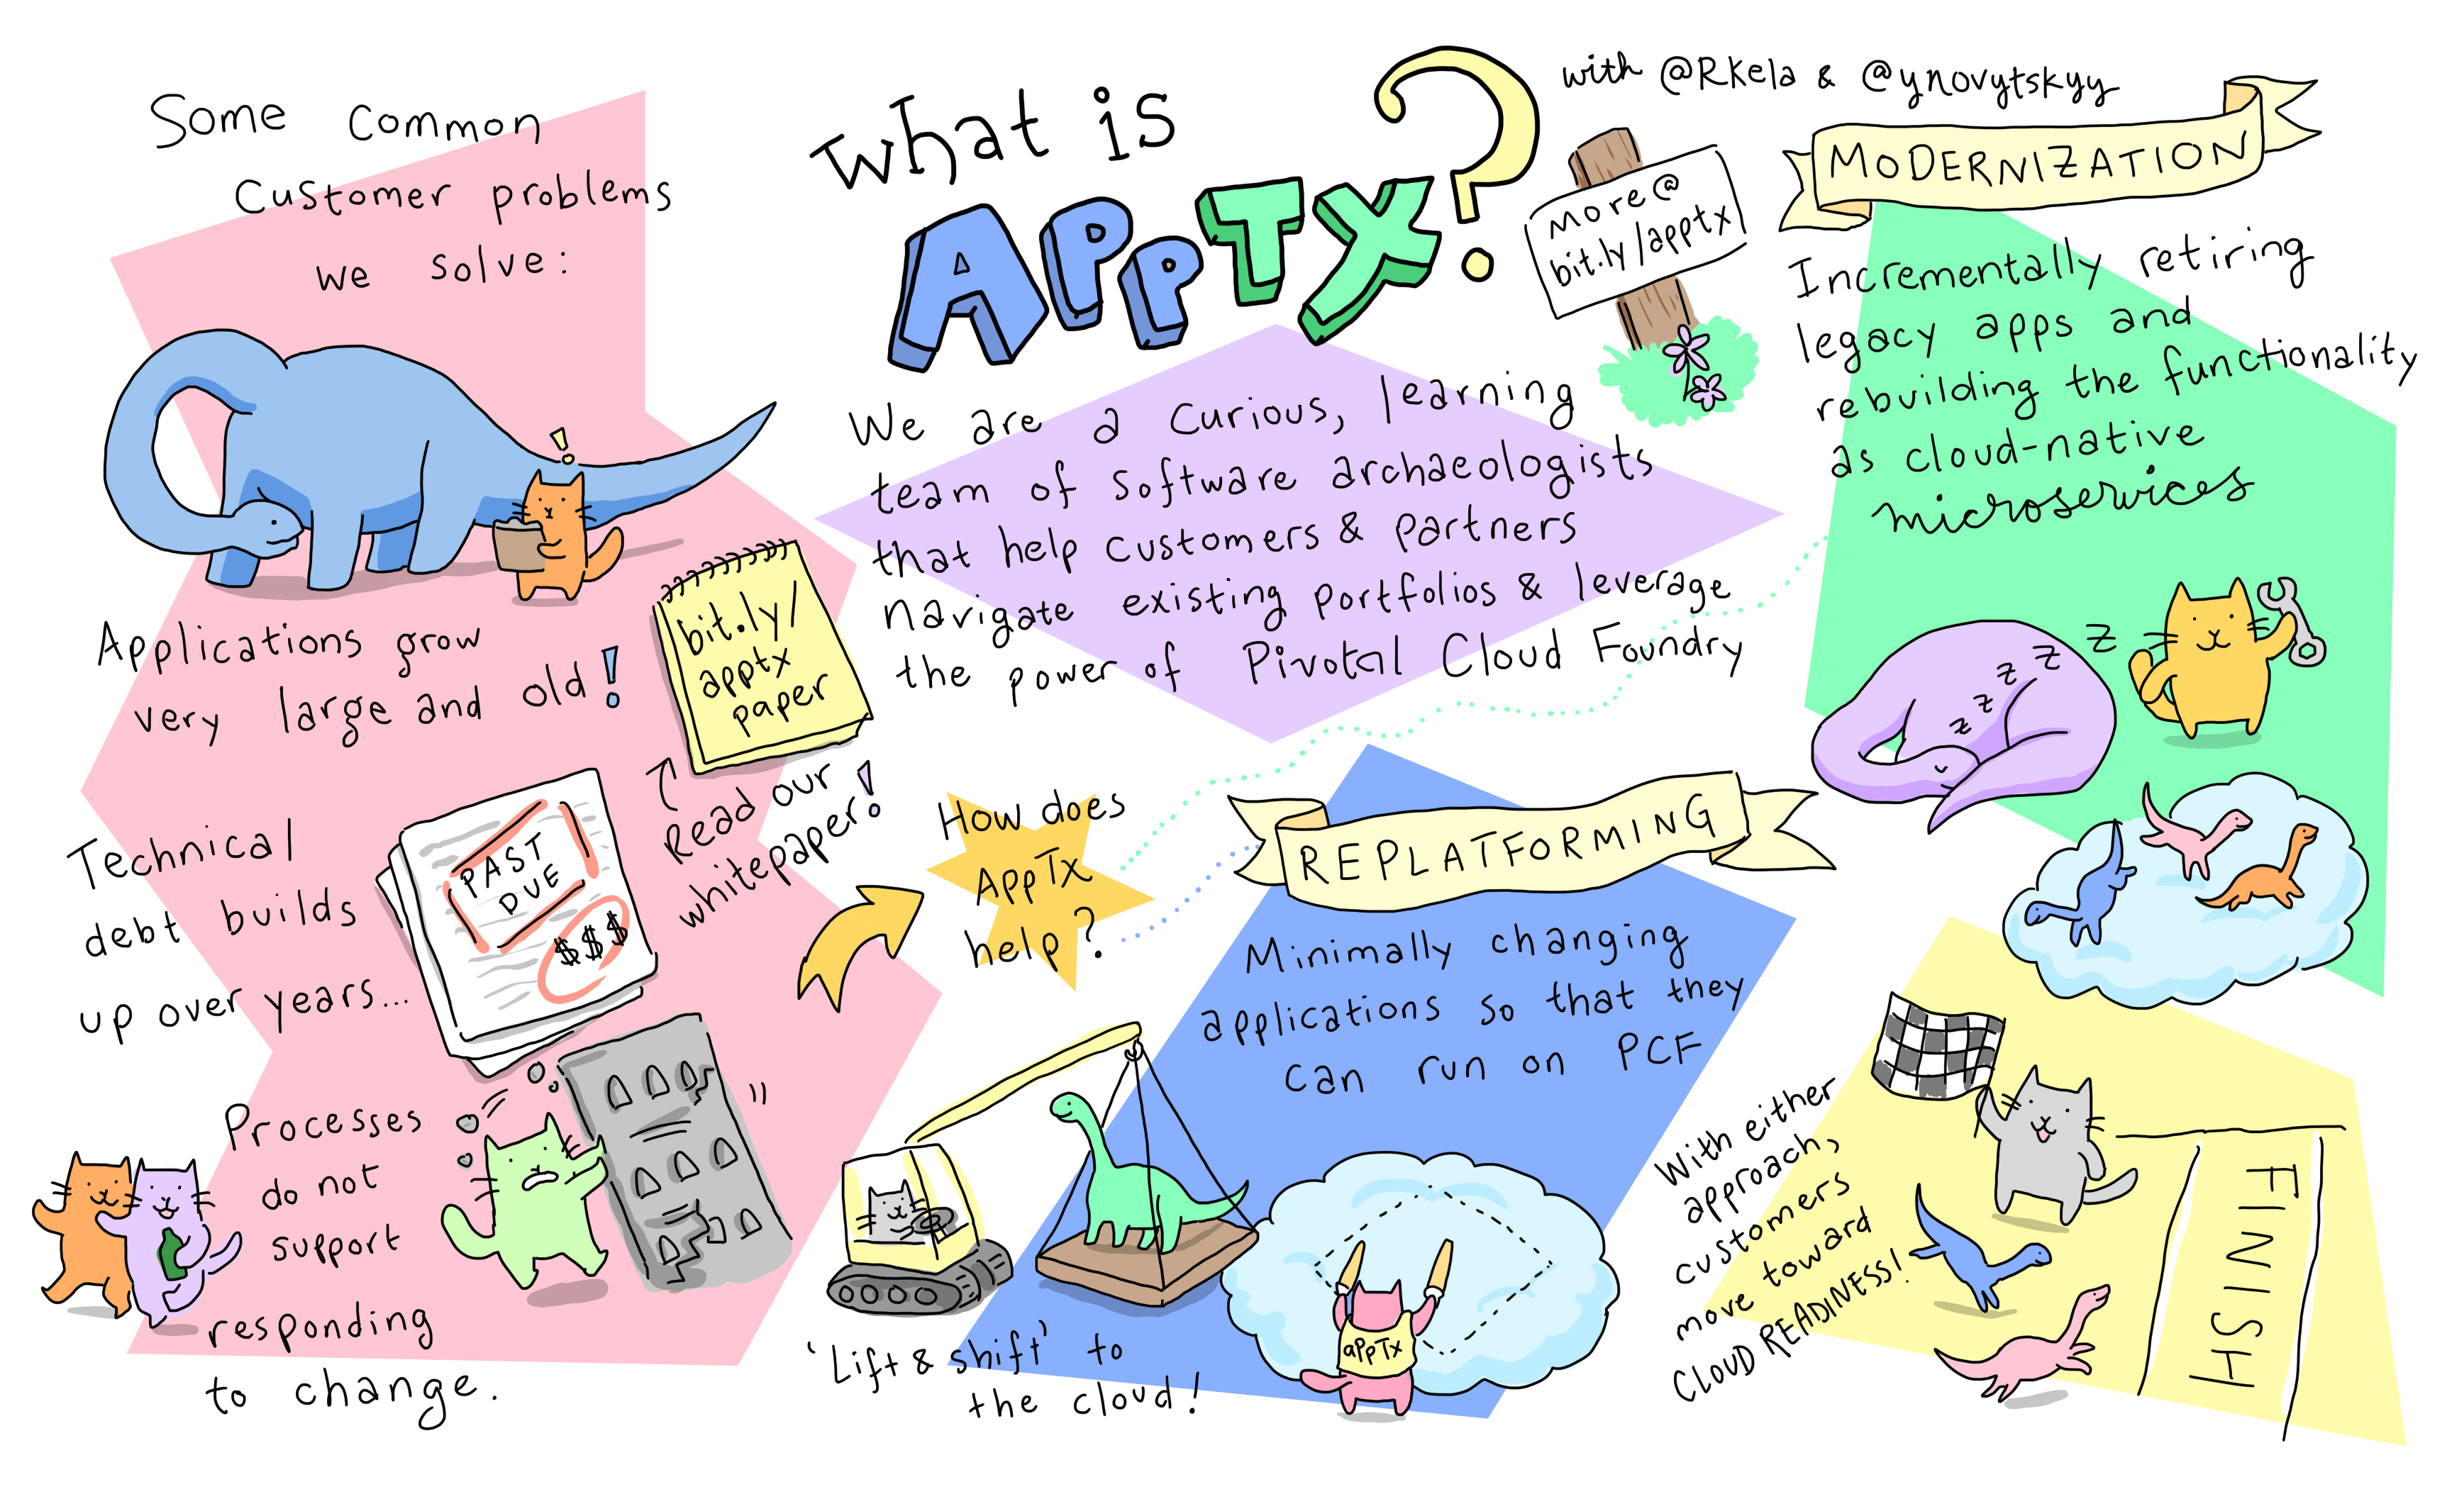 What is
AppTX?
with @Rkela & @ynovytskyy
more @
bit.ly/apptx
Some common
customer problems
we solve:
!
Applications grow
very large and old!
bit.ly/
apptx
paper
Read our
whitepaper!
Technical
debt builds
up over years...
PAST
DUE
$$$
Processes
do not
support
responding
to change.
We are a curious, learning
team of software archaeologists
that help customers & partners
navigate existing portfolios & leverage
the power of Pivotal Cloud Foundry
How does
AppTx
help?
REPLATFORMING
Minimally changing
applications so that they
can run on PCF
'Lift & shift' to
the cloud!
appTx
MODERNIZATION
Incrementally retiring
legacy apps and
rebuilding the functionality
as cloud-native
microservices
z z z z z
With either
approach,
customers
move toward
CLOUD READINESS!
FINISH